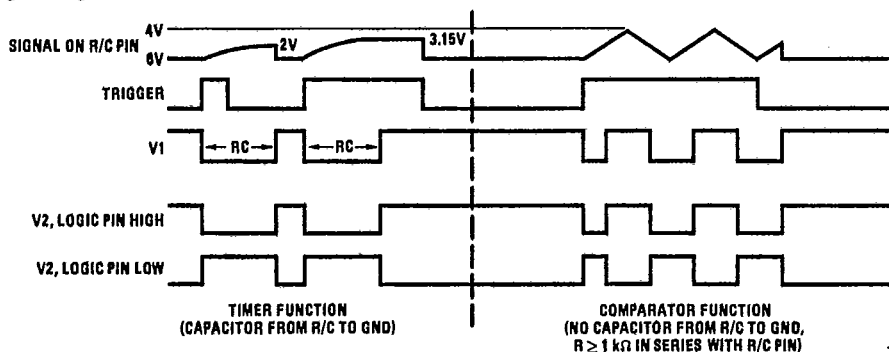 4V
SIGNAL ON R/C PIN 2V 3.15V
0V
TRIGGER
V1 RC RC
V2, LOGIC PIN HIGH
V2, LOGIC PIN LOW
TIMER FUNCTION
(CAPACITOR FROM R/C TO GND)
COMPARATOR FUNCTION
(NO CAPACITOR FROM R/C TO GND,
R ≥ 1 kΩ IN SERIES WITH R/C PIN)